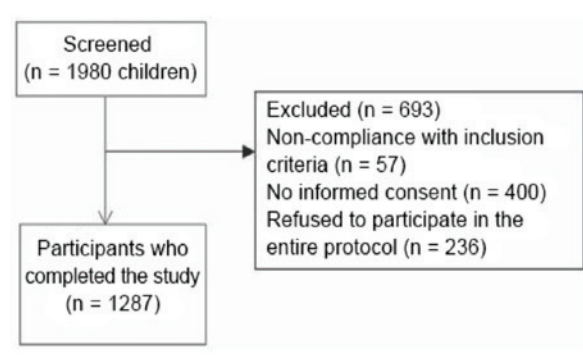 Screened
(n = 1980 children)
Excluded (n = 693)
Non-compliance with inclusion
criteria (n = 57)
No informed consent (n = 400)
Refused to participate in the
entire protocol (n = 236)
Participants who
completed the study
(n = 1287)